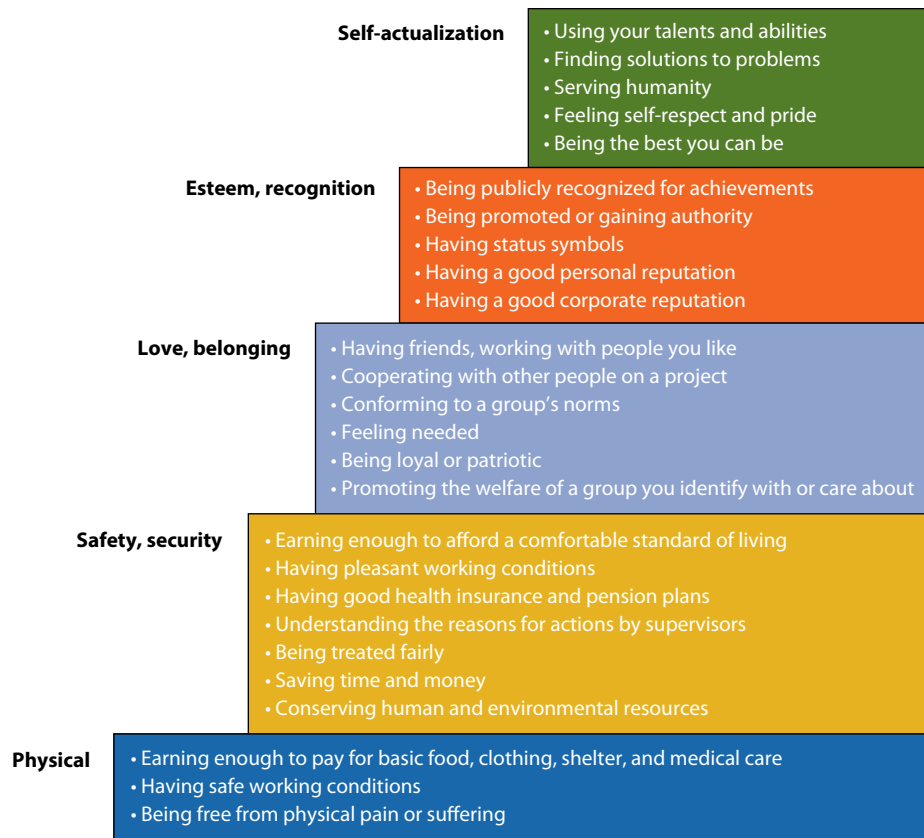 Self-actualization
• Using your talents and abilities
• Finding solutions to problems
• Serving humanity
• Feeling self-respect and pride
• Being the best you can be
Esteem, recognition
• Being publicly recognized for achievements
• Being promoted or gaining authority
• Having status symbols
• Having a good personal reputation
• Having a good corporate reputation
Love, belonging
• Having friends, working with people you like
• Cooperating with other people on a project
• Conforming to a group's norms
• Feeling needed
• Being loyal or patriotic
• Promoting the welfare of a group you identify with or care about
Safety, security
• Earning enough to afford a comfortable standard of living
• Having pleasant working conditions
• Having good health insurance and pension plans
• Understanding the reasons for actions by supervisors
• Being treated fairly
• Saving time and money
• Conserving human and environmental resources
Physical
• Earning enough to pay for basic food, clothing, shelter, and medical care
• Having safe working conditions
• Being free from physical pain or suffering